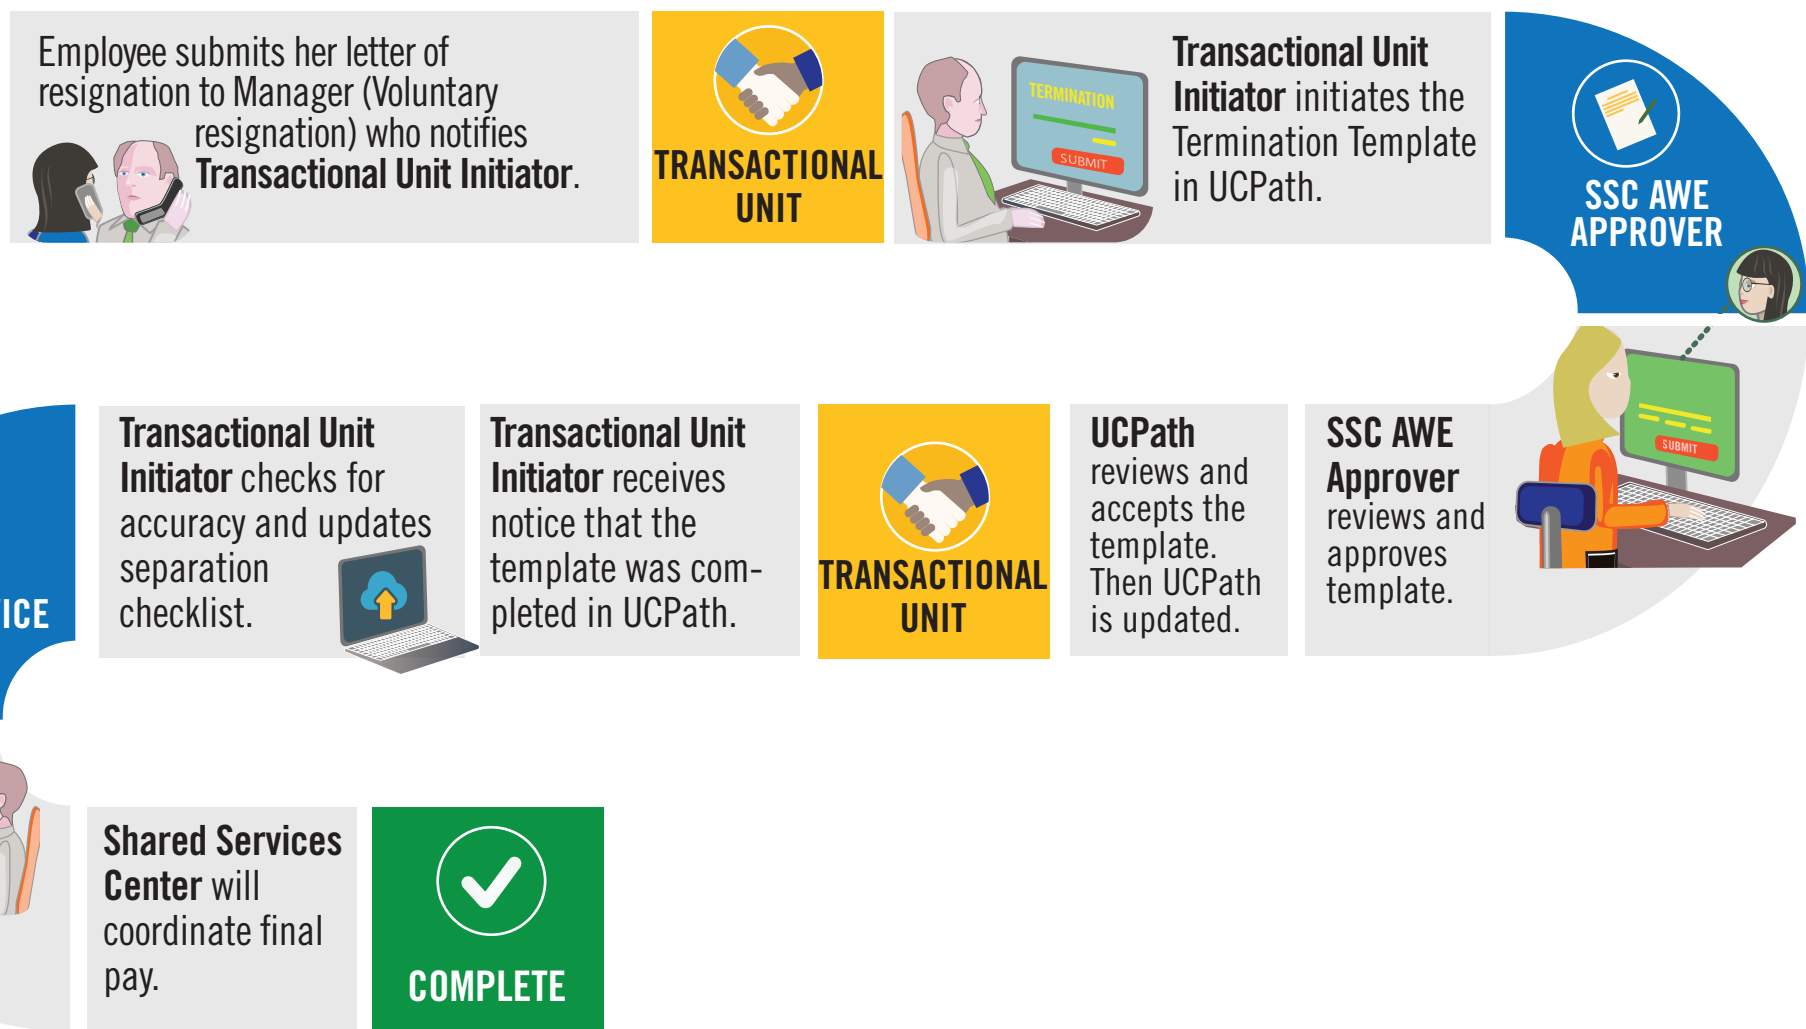 Employee submits her letter of
resignation to Manager (Voluntary
resignation) who notifies
Transactional Unit Initiator.
TRANSACTIONAL
UNIT
TERMINATION
SUBMIT
Transactional Unit
Initiator initiates the
Termination Template
in UCPath.
SSC AWE
APPROVER
SUBMIT
SSC AWE
Approver
reviews and
approves
template.
UCPath
reviews and
accepts the
template.
Then UCPath
is updated.
TRANSACTIONAL
UNIT
Transactional Unit
Initiator receives
notice that the
template was com-
pleted in UCPath.
Transactional Unit
Initiator checks for
accuracy and updates
separation
checklist.
ICE
Shared Services
Center will
coordinate final
pay.
COMPLETE